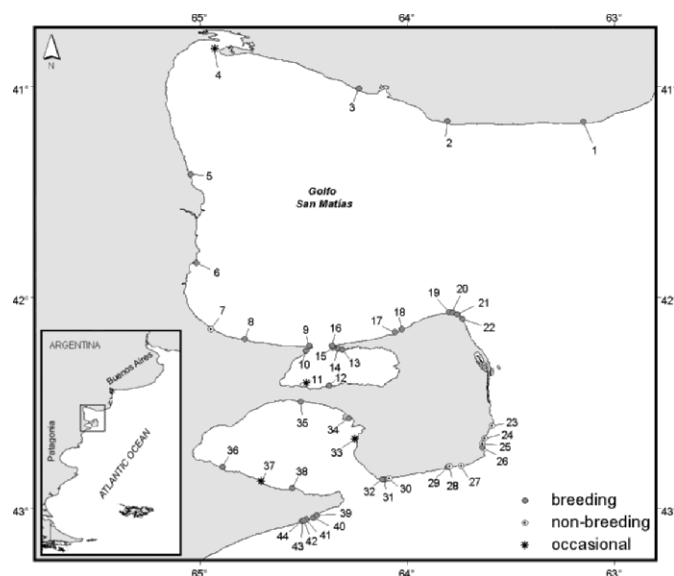 65° 64° 63°
N
4
3
41° 41°
2 1
5
Golfo
San Matías
6
20
19 21
42° 7 8 9 16 17 18 22 42°
10 15 14 13
11 12
ARGENTINA
Buenos Aires
Patagonia
ATLANTIC OCEAN
35 34 23
24
33 25
36 37 38 26
32 31 30 29 28 27
43° 39 43°
40
44 43 42 41
breeding
non-breeding
occasional
65° 64° 63°